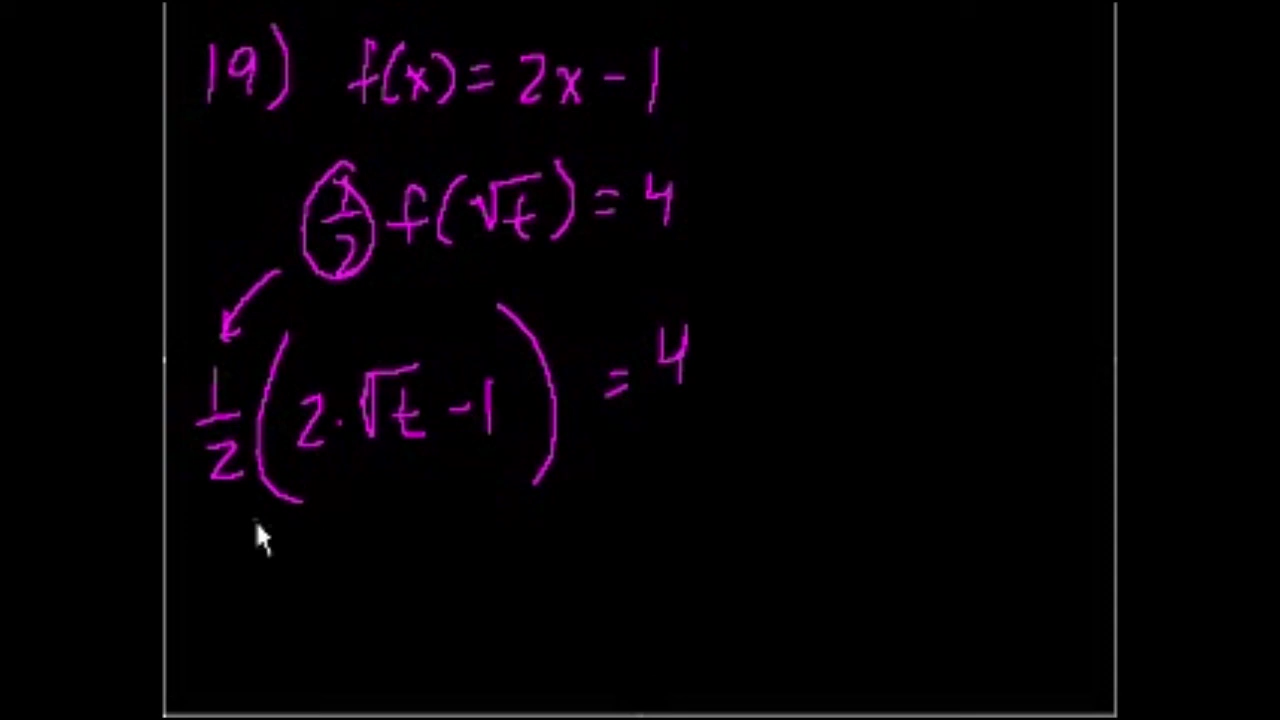 19) f(x) = 2x - 1
1/2 f(√t) = 4
1/2 (2·√t - 1) = 4